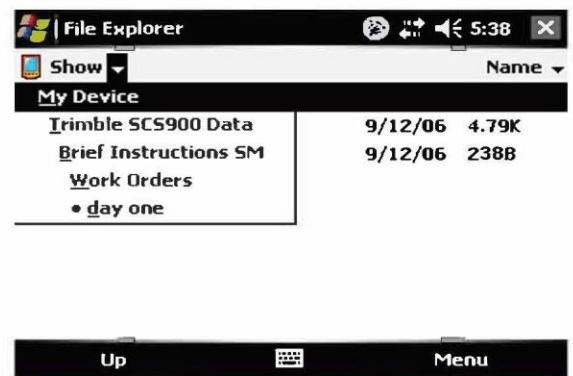 File Explorer 5:38
Show Name
My Device
Trimble SCS900 Data 9/12/06 4.79K
Brief Instructions SM 9/12/06 238B
Work Orders
• day one
Up Menu